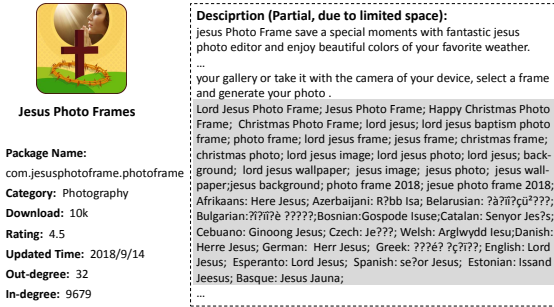 Jesus Photo Frames
Package Name:
com.jesusphotoframe.photoframe
Category: Photography
Download: 10k
Rating: 4.5
Updated Time: 2018/9/14
Out-degree: 32
In-degree: 9679
Desciprtion (Partial, due to limited space):
jesus Photo Frame save a special moments with fantastic jesus
photo editor and enjoy beautiful colors of your favorite weather.
...
your gallery or take it with the camera of your device, select a frame
and generate your photo .
Lord Jesus Photo Frame; Jesus Photo Frame; Happy Christmas Photo
Frame; Christmas Photo Frame; lord jesus; lord jesus baptism photo
frame; photo frame; lord jesus frame; jesus frame; christmas frame;
christmas photo; lord jesus image; lord jesus photo; lord jesus; back-
ground; lord jesus wallpaper; jesus image; jesus photo; jesus wall-
paper;jesus background; photo frame 2018; jesue photo frame 2018;
Afrikaans: Here Jesus; Azerbaijani: R?bb Isa; Belarusian: ?à?ï?çü²???;
Bulgarian:?ï?ï?è ?????;Bosnian:Gospode Isuse;Catalan: Senyor Jes?s;
Cebuano: Ginoong Jesus; Czech: Je???; Welsh: Arglwydd Iesu;Danish:
Herre Jesus; German: Herr Jesus; Greek: ???é? ?ç?ï??; English: Lord
Jesus; Esperanto: Lord Jesus; Spanish: se?or Jesus; Estonian: Issand
Jeesus; Basque: Jesus Jauna;
...